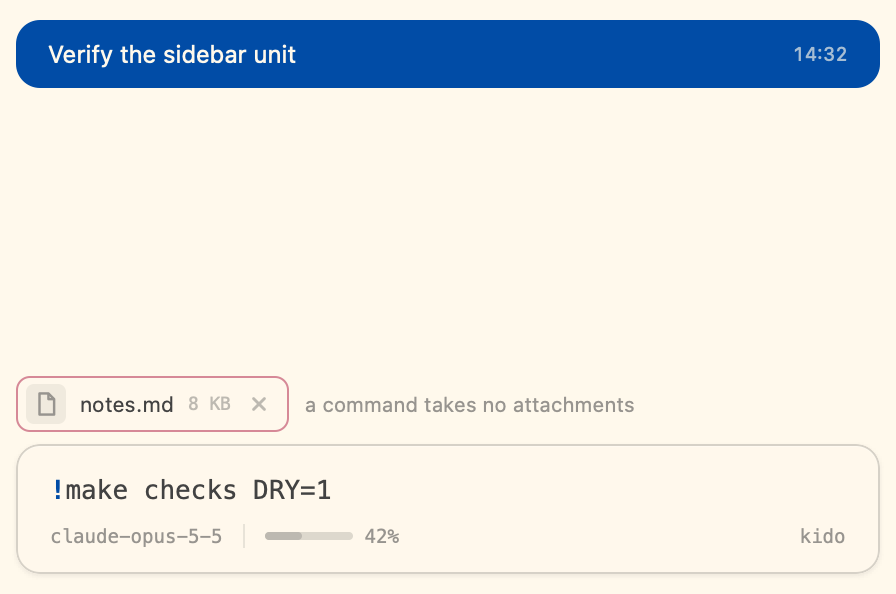 Verify the sidebar unit 14:32
notes.md 8 KB × a command takes no attachments
!make checks DRY=1
claude-opus-5-5 42% kido